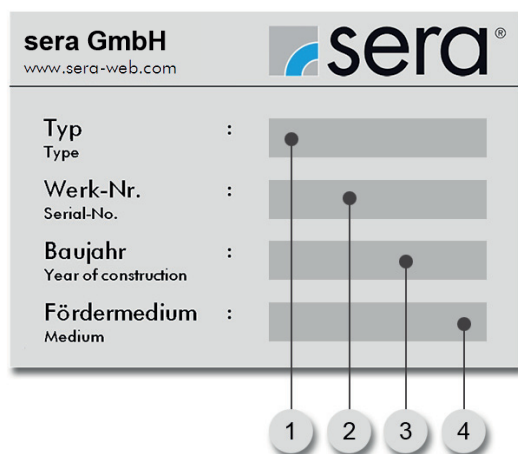 sera GmbH
www.sera-web.com
sera®
Typ :
Type
Werk-Nr. :
Serial-No.
Baujahr :
Year of construction
Fördermedium :
Medium
1 2 3 4